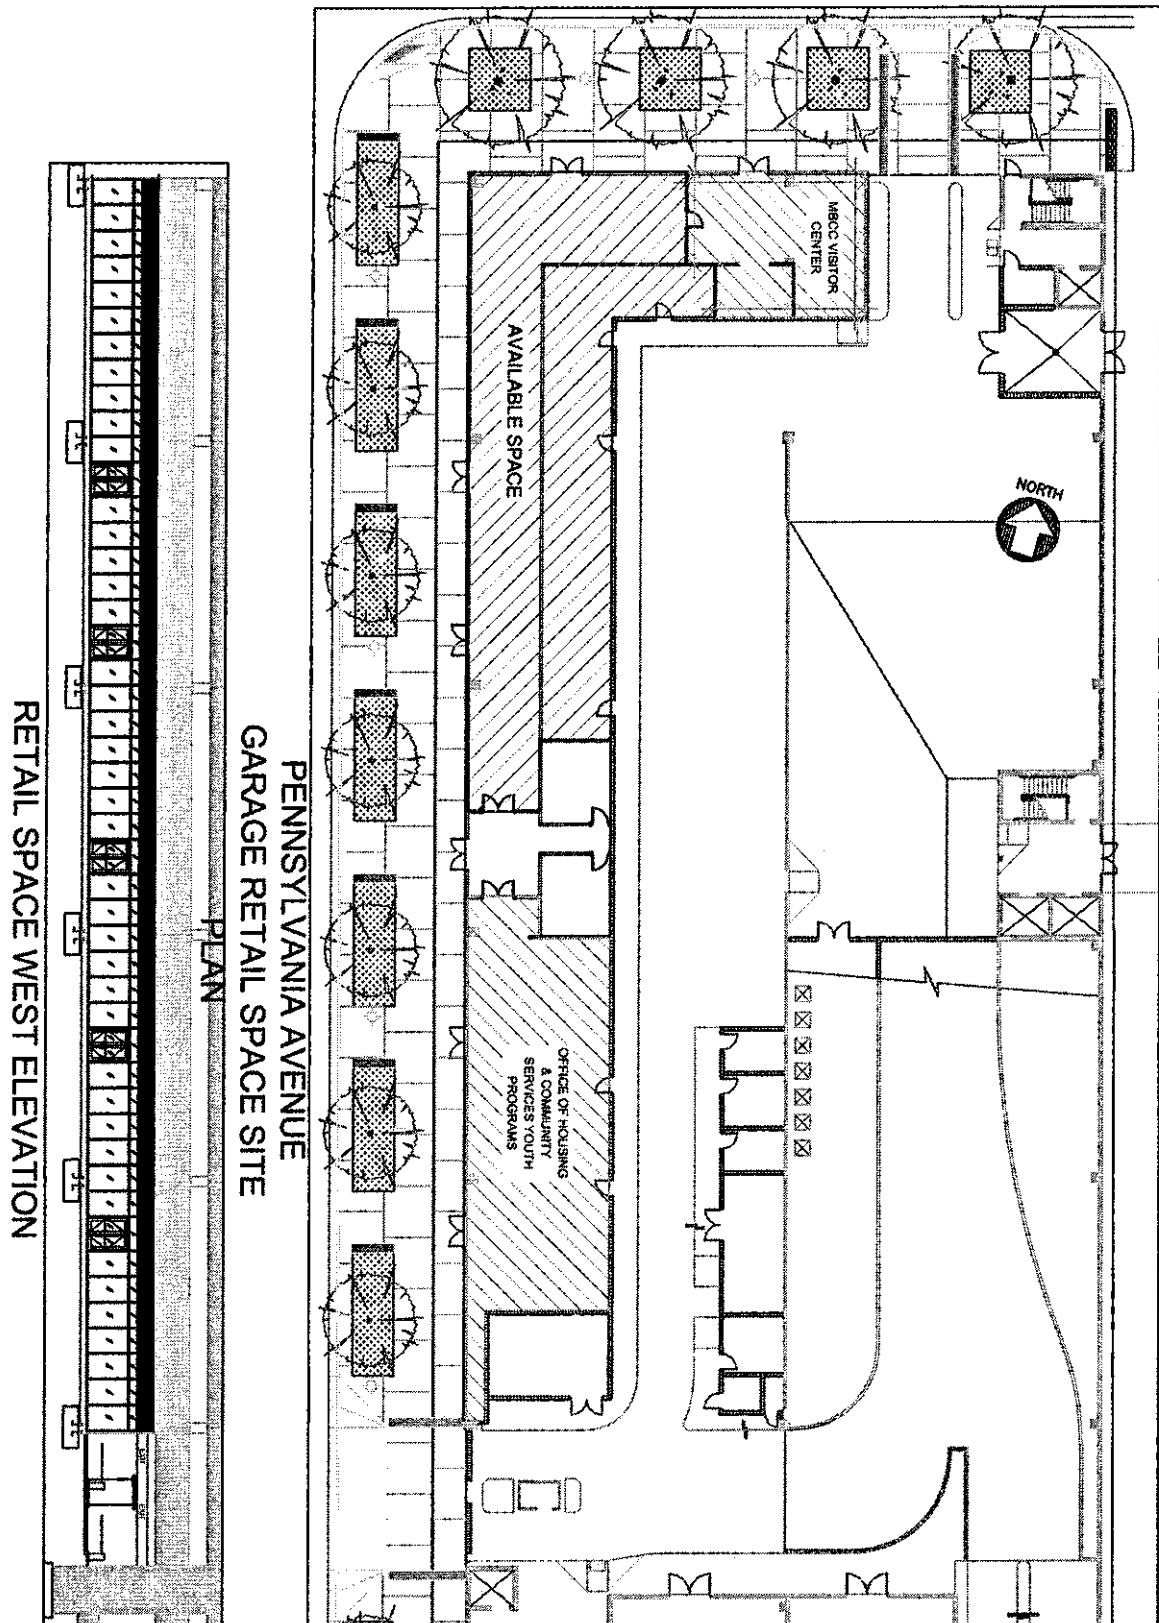 MBCC VISITOR
CENTER
AVAILABLE SPACE
NORTH
OFFICE OF HOUSING
& COMMUNITY
SERVICES YOUTH
PROGRAMS
PENNSYLVANIA AVENUE
GARAGE RETAIL SPACE SITE
PLAN
RETAIL SPACE WEST ELEVATION